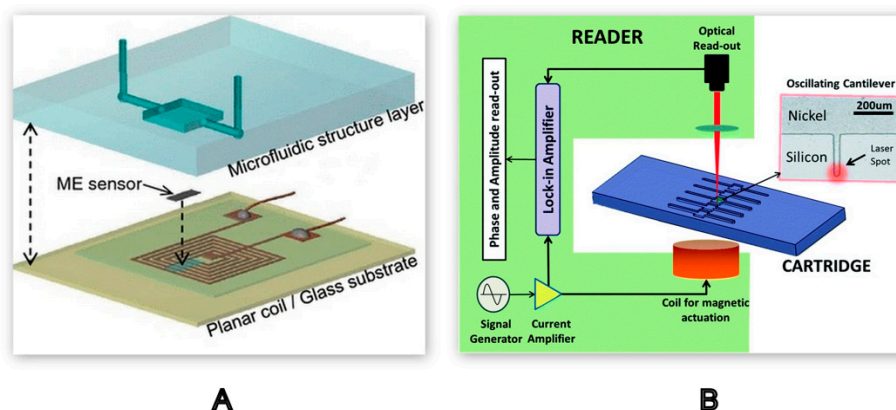 Microfluidic structure layer
ME sensor
Planar coil / Glass substrate
A
READER
Optical
Read-out
Phase and Amplitude read-out
Lock-in Amplifier
Oscillating Cantilever
Nickel
200um
Silicon
Laser
Spot
CARTRIDGE
Coil for magnetic
actuation
Signal
Generator
Current
Amplifier
B